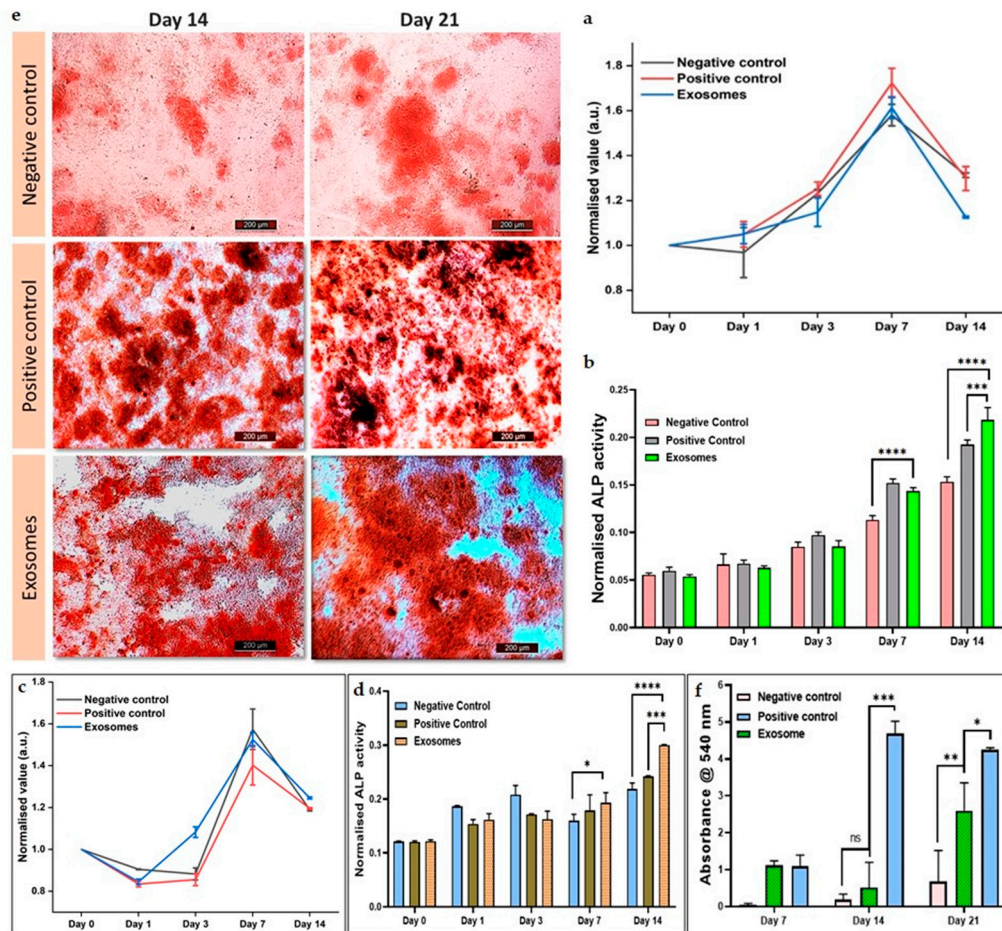 e
Day 14
Day 21
Negative control
200 µm
200 µm
Positive control
200 µm
200 µm
Exosomes
200 µm
200 µm
a
Negative control
Positive control
Exosomes
Normalised value (a.u.)
1.8
1.6
1.4
1.2
1.0
0.8
Day 0 Day 1 Day 3 Day 7 Day 14
b
Negative Control
Positive Control
Exosomes
Normalised ALP activity
0.25
0.20
0.15
0.10
0.05
0.00
****
****
***
Day 0 Day 1 Day 3 Day 7 Day 14
c
Negative control
Positive control
Exosomes
Normalised value (a.u.)
1.8
1.6
1.4
1.2
1.0
0.8
Day 0 Day 1 Day 3 Day 7 Day 14
d
Negative Control
Positive Control
Exosomes
Normalised ALP activity
0.4
0.3
0.2
0.1
0.0
*
****
***
Day 0 Day 1 Day 3 Day 7 Day 14
f
Negative control
Positive control
Exosome
Absorbance @ 540 nm
6
5
4
3
2
1
0
ns
***
**
*
Day 7 Day 14 Day 21